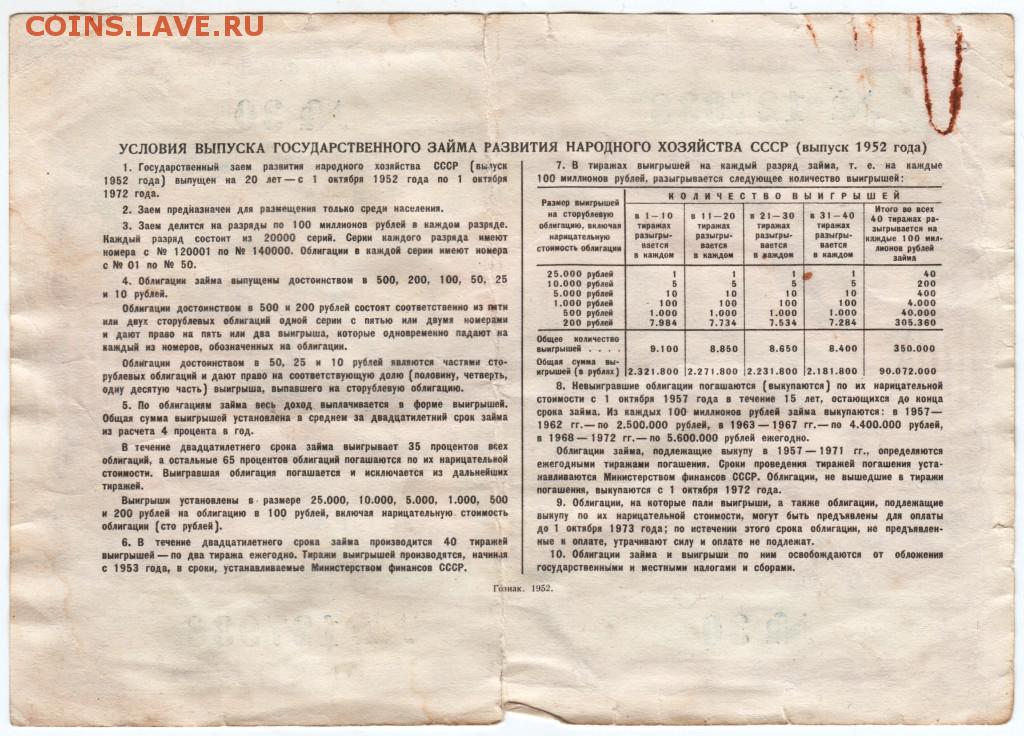 COINS.LAVE.RU
УСЛОВИЯ ВЫПУСКА ГОСУДАРСТВЕННОГО ЗАЙМА РАЗВИТИЯ НАРОДНОГО ХОЗЯЙСТВА СССР (выпуск 1952 года)
1. Государственный заем развития народного хозяйства СССР (выпуск
1952 года) выпущен на 20 лет — с 1 октября 1952 года по 1 октября
1972 года.
2. Заем предназначен для размещения только среди населения.
3. Заем делится на разряды по 100 миллионов рублей в каждом разряде.
Каждый разряд состоит из 20000 серий. Серии каждого разряда имеют
номера с № 120001 по № 140000. Облигации в каждой серии имеют номера
с № 01 по № 50.
4. Облигации займа выпущены достоинством в 500, 200, 100, 50, 25
и 10 рублей.
Облигации достоинством в 500 и 200 рублей состоят соответственно из пяти
или двух сторублевых облигаций одной серии с пятью или двумя номерами
и дают право на пять или два выигрыша, которые одновременно падают на
каждый из номеров, обозначенных на облигации.
Облигации достоинством в 50, 25 и 10 рублей являются частями сто-
рублевых облигаций и дают право на соответствующую долю (половину, четверть,
одну десятую часть) выигрыша, выпавшего на сторублевую облигацию.
5. По облигациям займа весь доход выплачивается в форме выигрышей.
Общая сумма выигрышей установлена в среднем за двадцатилетний срок займа
из расчета 4 процента в год.
В течение двадцатилетнего срока займа выигрывает 35 процентов всех
облигаций, а остальные 65 процентов облигаций погашаются по их нарицательной
стоимости. Выигравшая облигация погашается и исключается из дальнейших
тиражей.
Выигрыши установлены в размере 25.000, 10.000, 5.000, 1.000, 500
и 200 рублей на облигацию в 100 рублей, включая нарицательную стоимость
облигации (сто рублей).
6. В течение двадцатилетнего срока займа производится 40 тиражей
выигрышей — по два тиража ежегодно. Тиражи выигрышей производятся, начиная
с 1953 года, в сроки, устанавливаемые Министерством финансов СССР.
7. В тиражах выигрышей на каждый разряд займа, т. е. на каждые
100 миллионов рублей, разыгрывается следующее количество выигрышей:
Размер выигрышей
на сторублевую
облигацию, включая
нарицательную
стоимость облигации
КОЛИЧЕСТВО ВЫИГРЫШЕЙ
в 1—10
тиражах
разыгры-
вается
в каждом
в 11—20
тиражах
разыгры-
вается
в каждом
в 21—30
тиражах
разыгры-
вается
в каждом
в 31—40
тиражах
разыгры-
вается
в каждом
Итого во всех
40 тиражах ра-
зыгрывается на
каждые 100 мил-
лионов рублей
займа
25.000 рублей 1 1 1 1 40
10.000 рублей 5 5 5 5 200
5.000 рублей 10 10 10 10 400
1.000 рублей 100 100 100 100 4.000
500 рублей 1.000 1.000 1.000 1.000 40.000
200 рублей 7.984 7.734 7.534 7.284 305.360
Общее количество
выигрышей . . . . 9.100 8.850 8.650 8.400 350.000
Общая сумма вы-
игрышей (в рублях) 2.321.800 2.271.800 2.231.800 2.181.800 90.072.000
8. Невыигравшие облигации погашаются (выкупаются) по их нарицательной
стоимости с 1 октября 1957 года в течение 15 лет, остающихся до конца
срока займа. Из каждых 100 миллионов рублей займа выкупаются: в 1957—
1962 гг.— по 2.500.000 рублей, в 1963—1967 гг.— по 4.400.000 рублей,
в 1968—1972 гг.— по 5.600.000 рублей ежегодно.
Облигации займа, подлежащие выкупу в 1957—1971 гг., определяются
ежегодными тиражами погашения. Сроки проведения тиражей погашения уста-
навливаются Министерством финансов СССР. Облигации, не вышедшие в тиражи
погашения, выкупаются с 1 октября 1972 года.
9. Облигации, на которые пали выигрыши, а также облигации, подлежащие
выкупу по их нарицательной стоимости, могут быть предъявлены для оплаты
до 1 октября 1973 года; по истечении этого срока облигации, не предъявлен-
ные к оплате, утрачивают силу и оплате не подлежат.
10. Облигации займа и выигрыши по ним освобождаются от обложения
государственными и местными налогами и сборами.
Гознак. 1952.